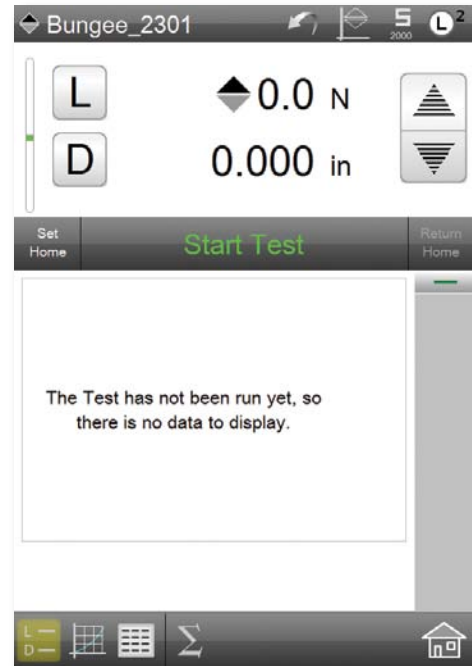 Bungee_2301
5
2000
L2
L
0.0 N
D
0.000 in
Set
Home
Start Test
Return
Home
The Test has not been run yet, so
there is no data to display.
L
D
Σ